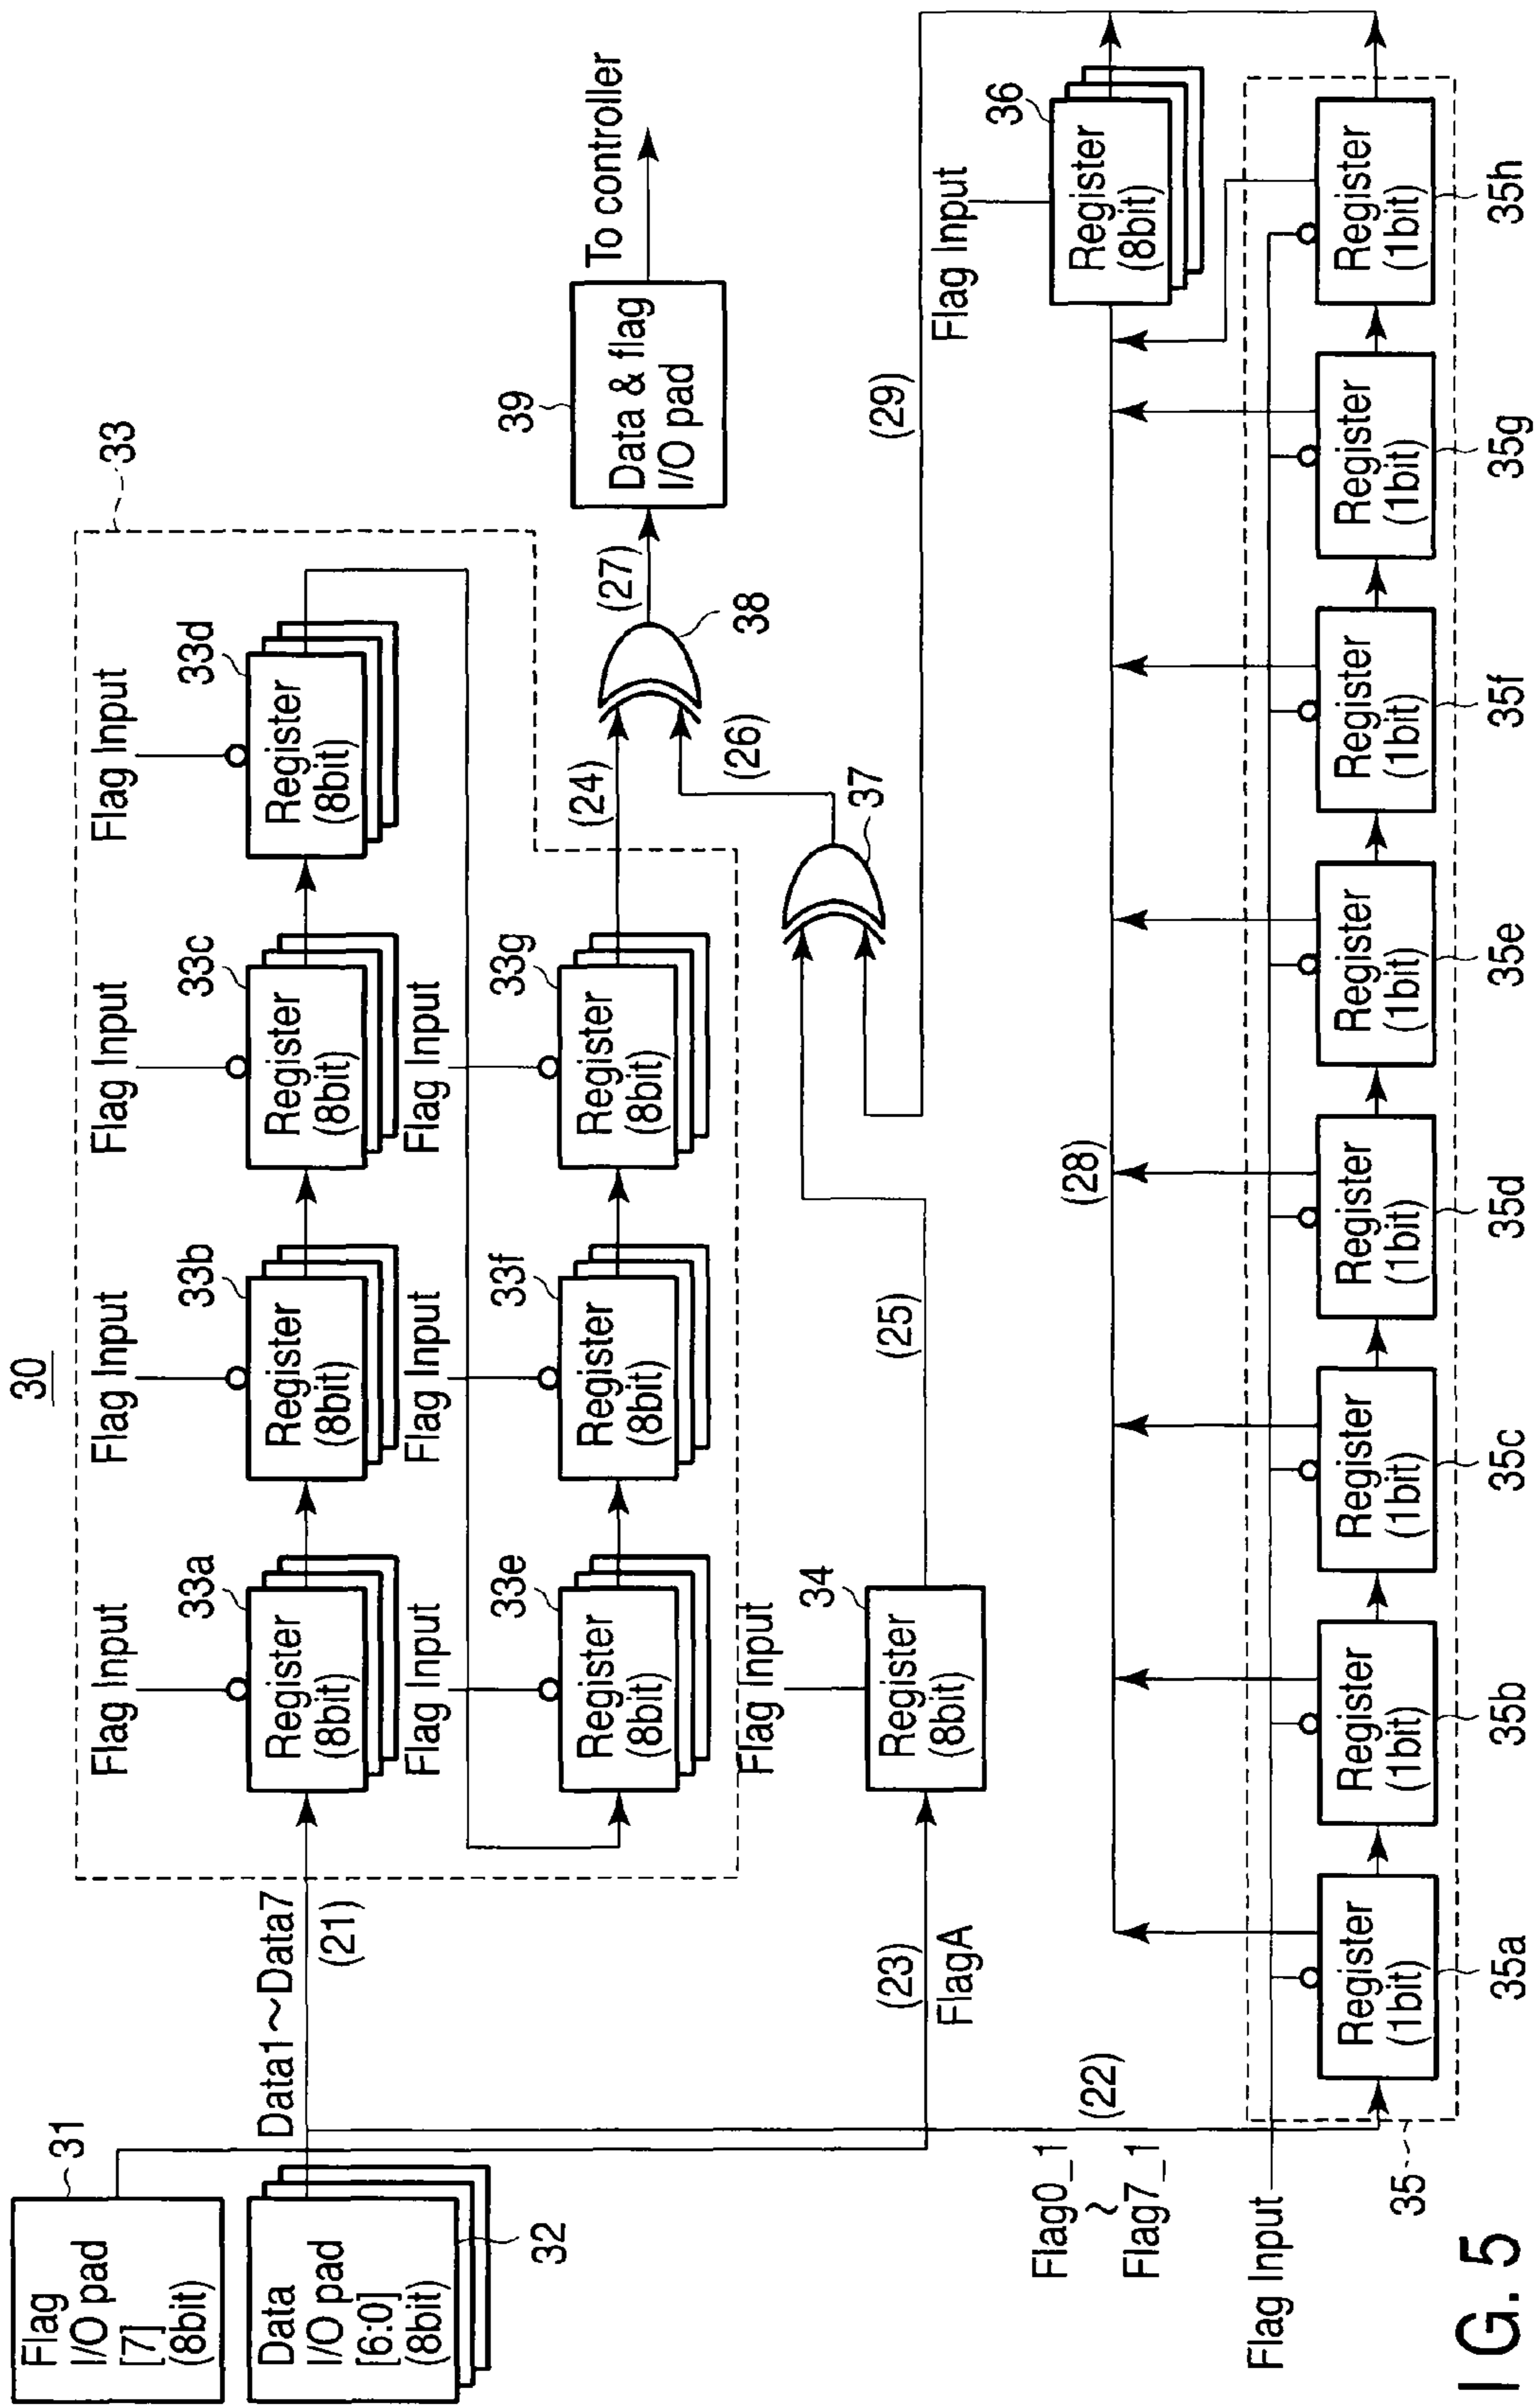 30
Flag
I/O pad
[7]
(8bit)
31
Data
I/O pad
[6:0]
(8bit)
32
Data1~Data7
(21)
33
Flag Input
Register
(8bit)
33a
Flag Input
Register
(8bit)
33b
Flag Input
Register
(8bit)
33c
Flag Input
Register
(8bit)
33d
Flag Input
Register
(8bit)
33e
Flag Input
Register
(8bit)
33f
Flag Input
Register
(8bit)
33g
(24)
38
(27)
39
Data & flag
I/O pad
To controller
(26)
37
Flag Input
34
Register
(8bit)
(23)
FlagA
(25)
(29)
Flag Input
36
Register
(8bit)
(28)
(22)
Flag0_1
~
Flag7_1
Flag Input
35
Register
(1bit)
35a
Register
(1bit)
35b
Register
(1bit)
35c
Register
(1bit)
35d
Register
(1bit)
35e
Register
(1bit)
35f
Register
(1bit)
35g
Register
(1bit)
35h
I G. 5